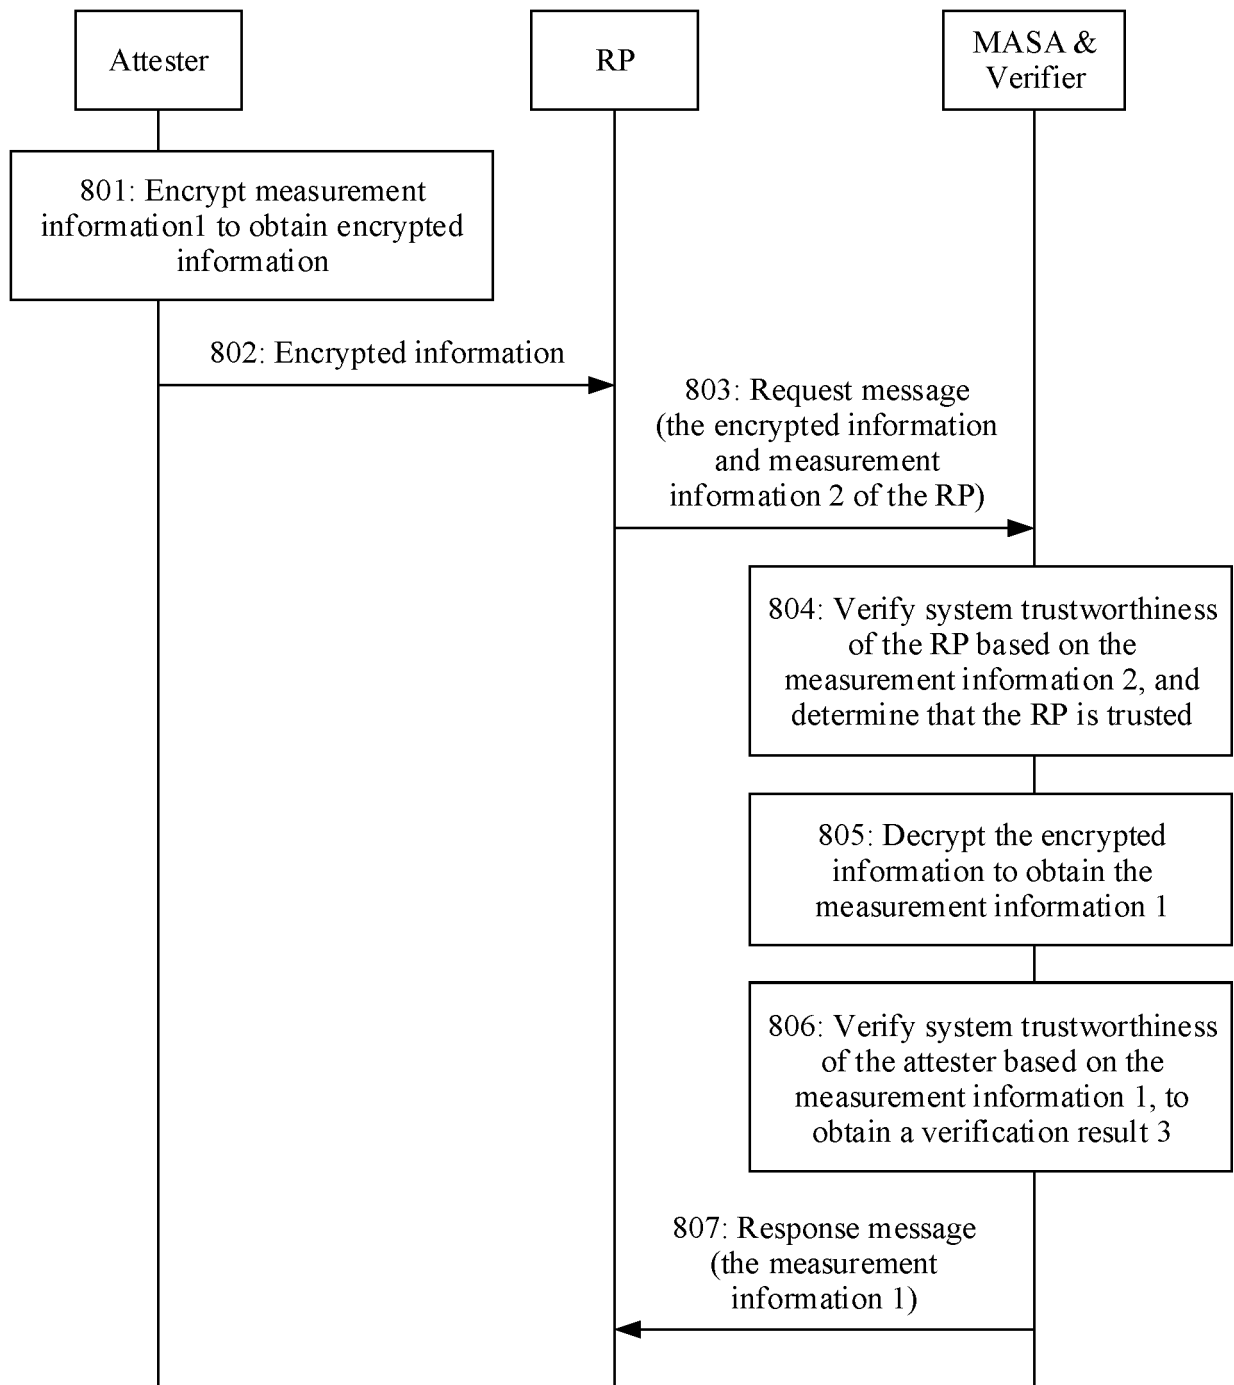 Attester
RP
MASA &
Verifier
801: Encrypt measurement
information1 to obtain encrypted
information
802: Encrypted information
803: Request message
(the encrypted information
and measurement
information 2 of the RP)
804: Verify system trustworthiness
of the RP based on the
measurement information 2, and
determine that the RP is trusted
805: Decrypt the encrypted
information to obtain the
measurement information 1
806: Verify system trustworthiness
of the attester based on the
measurement information 1, to
obtain a verification result 3
807: Response message
(the measurement
information 1)